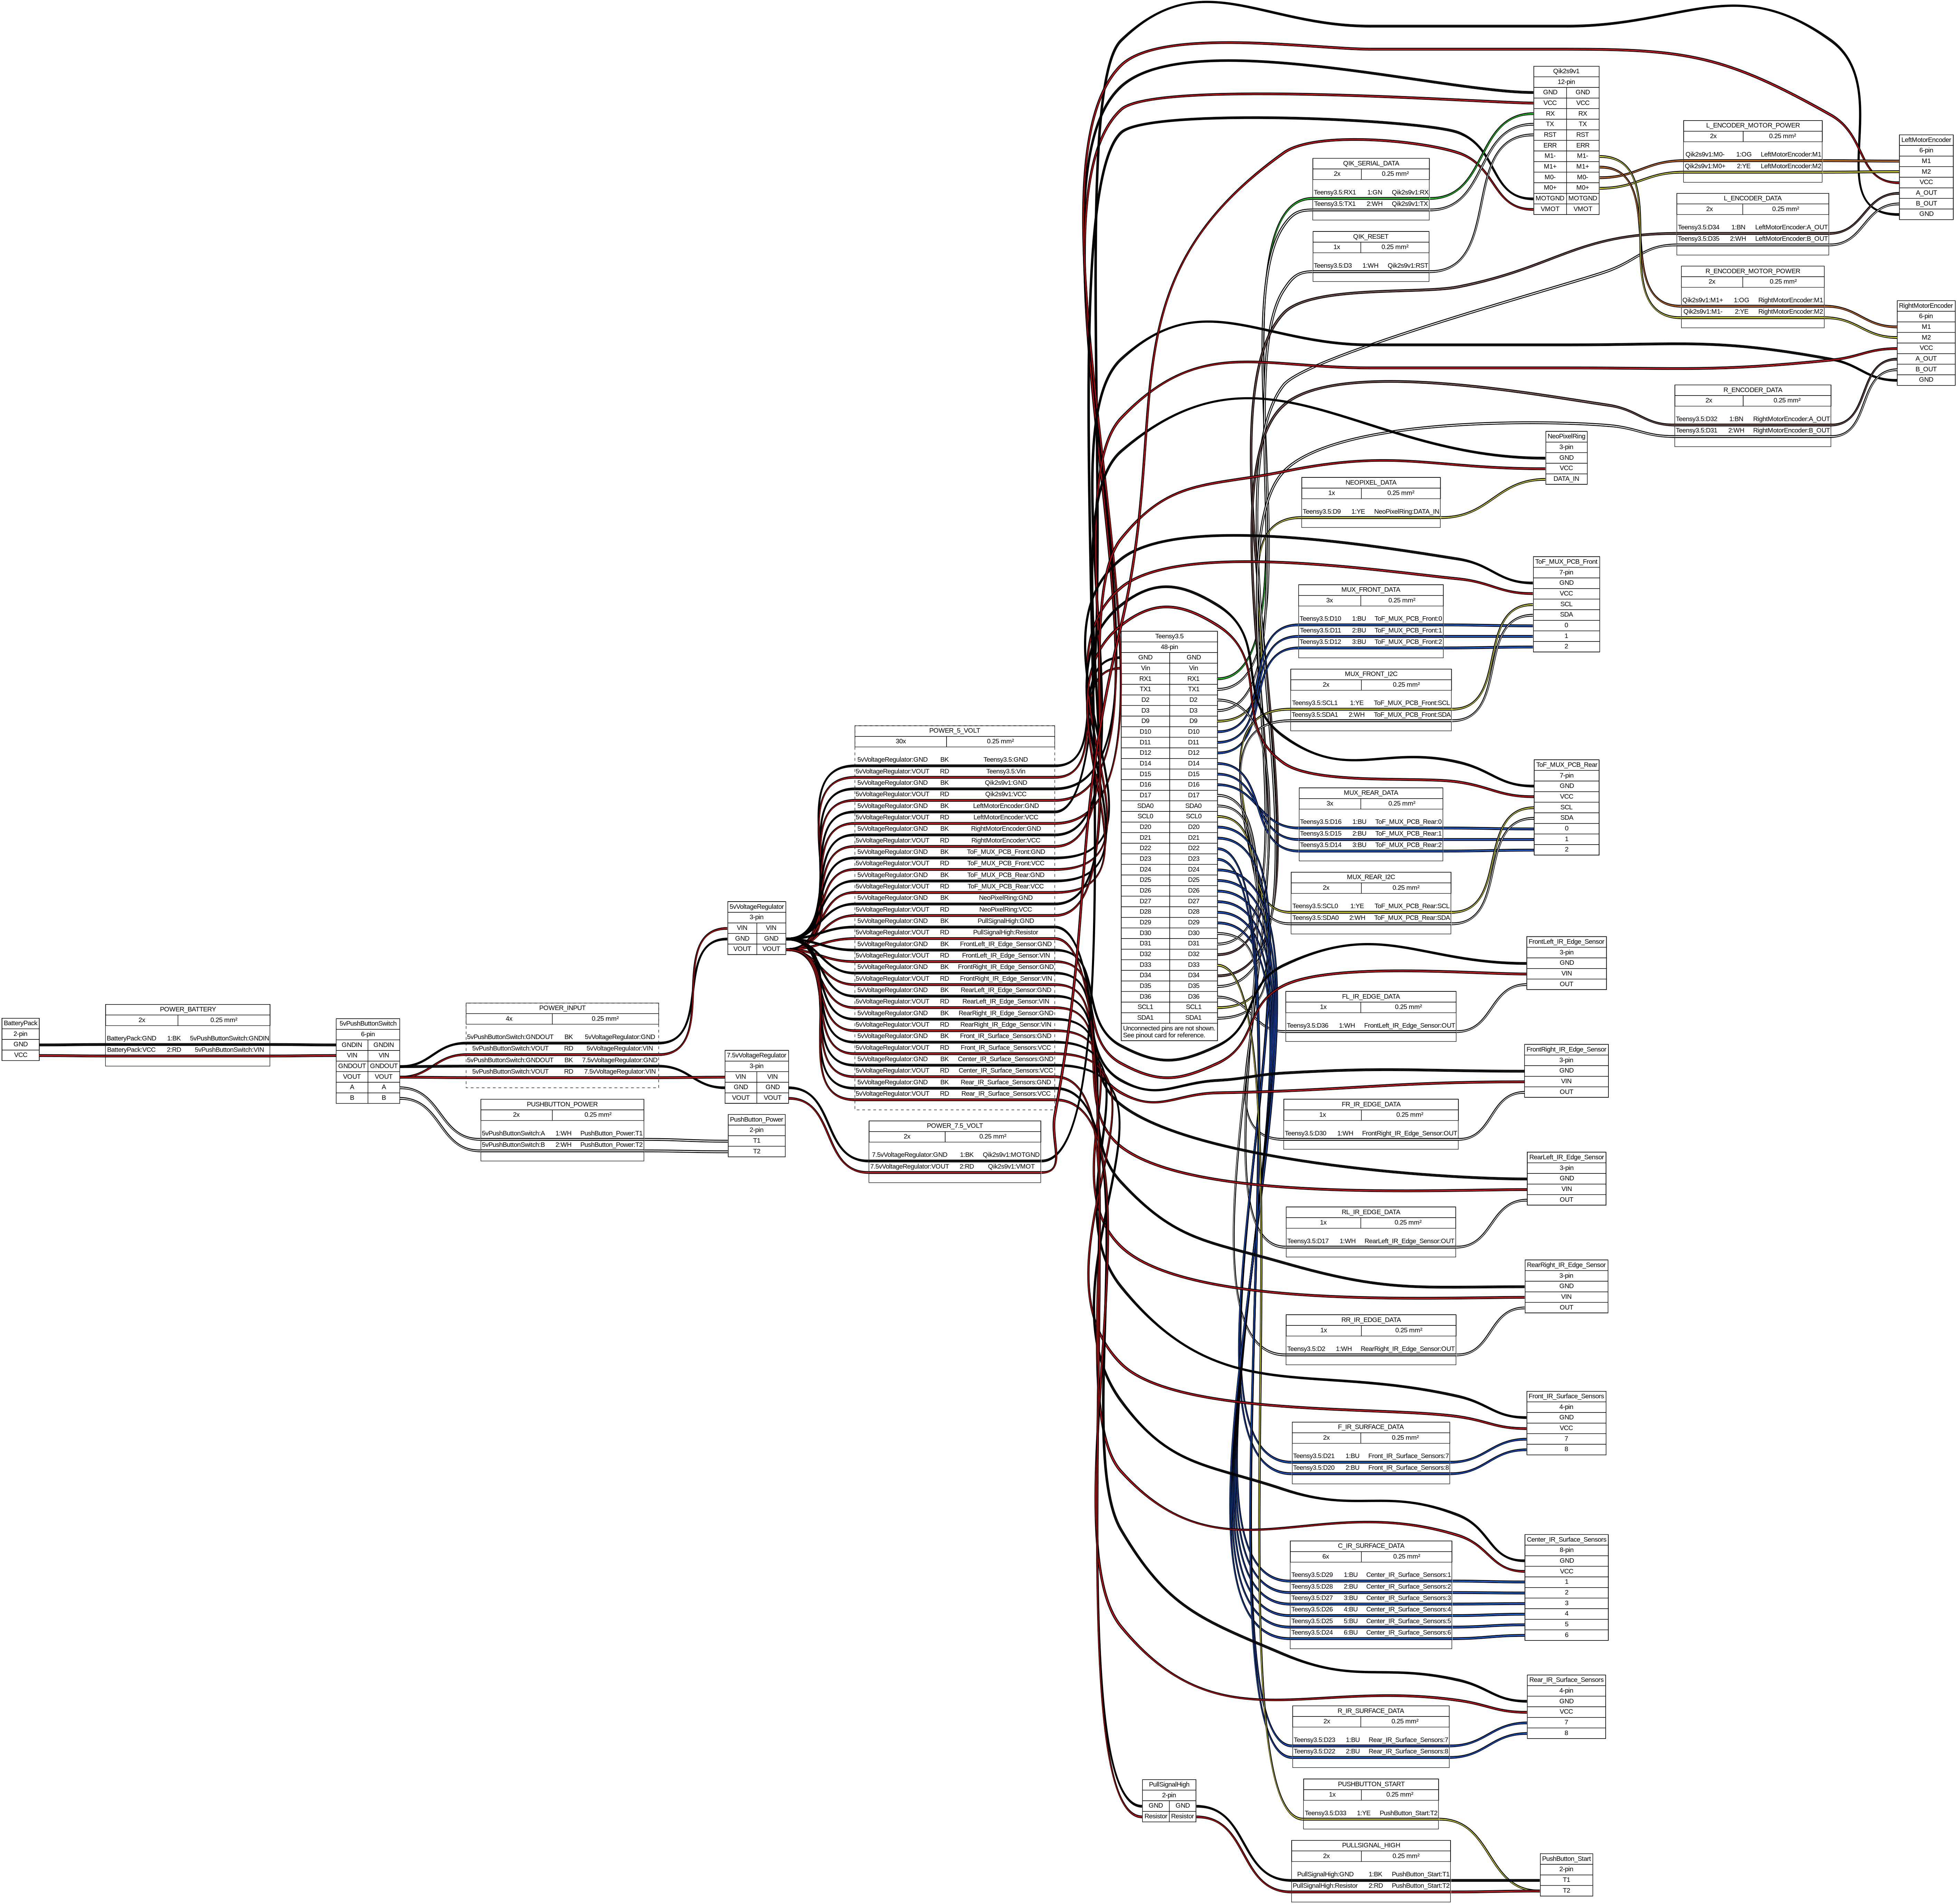 BatteryPack
2-pin
GND
VCC
POWER_BATTERY
2x 0.25 mm²
BatteryPack:GND 1:BK 5vPushButtonSwitch:GNDIN
BatteryPack:VCC 2:RD 5vPushButtonSwitch:VIN
5vPushButtonSwitch
6-pin
GNDIN GNDIN
VIN VIN
GNDOUT GNDOUT
VOUT VOUT
A A
B B
POWER_INPUT
4x 0.25 mm²
5vPushButtonSwitch:GNDOUT BK 5vVoltageRegulator:GND
5vPushButtonSwitch:VOUT RD 5vVoltageRegulator:VIN
5vPushButtonSwitch:GNDOUT BK 7.5vVoltageRegulator:GND
5vPushButtonSwitch:VOUT RD 7.5vVoltageRegulator:VIN
PUSHBUTTON_POWER
2x 0.25 mm²
5vPushButtonSwitch:A 1:WH PushButton_Power:T1
5vPushButtonSwitch:B 2:WH PushButton_Power:T2
5vVoltageRegulator
3-pin
VIN VIN
GND GND
VOUT VOUT
7.5vVoltageRegulator
3-pin
VIN VIN
GND GND
VOUT VOUT
PushButton_Power
2-pin
T1
T2
POWER_5_VOLT
30x 0.25 mm²
5vVoltageRegulator:GND BK Teensy3.5:GND
5vVoltageRegulator:VOUT RD Teensy3.5:Vin
5vVoltageRegulator:GND BK Qik2s9v1:GND
5vVoltageRegulator:VOUT RD Qik2s9v1:VCC
5vVoltageRegulator:GND BK LeftMotorEncoder:GND
5vVoltageRegulator:VOUT RD LeftMotorEncoder:VCC
5vVoltageRegulator:GND BK RightMotorEncoder:GND
5vVoltageRegulator:VOUT RD RightMotorEncoder:VCC
5vVoltageRegulator:GND BK ToF_MUX_PCB_Front:GND
5vVoltageRegulator:VOUT RD ToF_MUX_PCB_Front:VCC
5vVoltageRegulator:GND BK ToF_MUX_PCB_Rear:GND
5vVoltageRegulator:VOUT RD ToF_MUX_PCB_Rear:VCC
5vVoltageRegulator:GND BK NeoPixelRing:GND
5vVoltageRegulator:VOUT RD NeoPixelRing:VCC
5vVoltageRegulator:GND BK PullSignalHigh:GND
5vVoltageRegulator:VOUT RD PullSignalHigh:Resistor
5vVoltageRegulator:GND BK FrontLeft_IR_Edge_Sensor:GND
5vVoltageRegulator:VOUT RD FrontLeft_IR_Edge_Sensor:VIN
5vVoltageRegulator:GND BK FrontRight_IR_Edge_Sensor:GND
5vVoltageRegulator:VOUT RD FrontRight_IR_Edge_Sensor:VIN
5vVoltageRegulator:GND BK RearLeft_IR_Edge_Sensor:GND
5vVoltageRegulator:VOUT RD RearLeft_IR_Edge_Sensor:VIN
5vVoltageRegulator:GND BK RearRight_IR_Edge_Sensor:GND
5vVoltageRegulator:VOUT RD RearRight_IR_Edge_Sensor:VIN
5vVoltageRegulator:GND BK Front_IR_Surface_Sensors:GND
5vVoltageRegulator:VOUT RD Front_IR_Surface_Sensors:VCC
5vVoltageRegulator:GND BK Center_IR_Surface_Sensors:GND
5vVoltageRegulator:VOUT RD Center_IR_Surface_Sensors:VCC
5vVoltageRegulator:GND BK Rear_IR_Surface_Sensors:GND
5vVoltageRegulator:VOUT RD Rear_IR_Surface_Sensors:VCC
POWER_7.5_VOLT
2x 0.25 mm²
7.5vVoltageRegulator:GND 1:BK Qik2s9v1:MOTGND
7.5vVoltageRegulator:VOUT 2:RD Qik2s9v1:VMOT
Teensy3.5
48-pin
GND GND
Vin Vin
RX1 RX1
TX1 TX1
D2 D2
D3 D3
D9 D9
D10 D10
D11 D11
D12 D12
D14 D14
D15 D15
D16 D16
D17 D17
SDA0 SDA0
SCL0 SCL0
D20 D20
D21 D21
D22 D22
D23 D23
D24 D24
D25 D25
D26 D26
D27 D27
D28 D28
D29 D29
D30 D30
D31 D31
D32 D32
D33 D33
D34 D34
D35 D35
D36 D36
SCL1 SCL1
SDA1 SDA1
Unconnected pins are not shown.
See pinout card for reference.
PullSignalHigh
2-pin
GND GND
Resistor Resistor
QIK_SERIAL_DATA
2x 0.25 mm²
Teensy3.5:RX1 1:GN Qik2s9v1:RX
Teensy3.5:TX1 2:WH Qik2s9v1:TX
QIK_RESET
1x 0.25 mm²
Teensy3.5:D3 1:WH Qik2s9v1:RST
NEOPIXEL_DATA
1x 0.25 mm²
Teensy3.5:D9 1:YE NeoPixelRing:DATA_IN
MUX_FRONT_DATA
3x 0.25 mm²
Teensy3.5:D10 1:BU ToF_MUX_PCB_Front:0
Teensy3.5:D11 2:BU ToF_MUX_PCB_Front:1
Teensy3.5:D12 3:BU ToF_MUX_PCB_Front:2
MUX_FRONT_I2C
2x 0.25 mm²
Teensy3.5:SCL1 1:YE ToF_MUX_PCB_Front:SCL
Teensy3.5:SDA1 2:WH ToF_MUX_PCB_Front:SDA
MUX_REAR_DATA
3x 0.25 mm²
Teensy3.5:D16 1:BU ToF_MUX_PCB_Rear:0
Teensy3.5:D15 2:BU ToF_MUX_PCB_Rear:1
Teensy3.5:D14 3:BU ToF_MUX_PCB_Rear:2
MUX_REAR_I2C
2x 0.25 mm²
Teensy3.5:SCL0 1:YE ToF_MUX_PCB_Rear:SCL
Teensy3.5:SDA0 2:WH ToF_MUX_PCB_Rear:SDA
FL_IR_EDGE_DATA
1x 0.25 mm²
Teensy3.5:D36 1:WH FrontLeft_IR_Edge_Sensor:OUT
FR_IR_EDGE_DATA
1x 0.25 mm²
Teensy3.5:D30 1:WH FrontRight_IR_Edge_Sensor:OUT
RL_IR_EDGE_DATA
1x 0.25 mm²
Teensy3.5:D17 1:WH RearLeft_IR_Edge_Sensor:OUT
RR_IR_EDGE_DATA
1x 0.25 mm²
Teensy3.5:D2 1:WH RearRight_IR_Edge_Sensor:OUT
F_IR_SURFACE_DATA
2x 0.25 mm²
Teensy3.5:D21 1:BU Front_IR_Surface_Sensors:7
Teensy3.5:D20 2:BU Front_IR_Surface_Sensors:8
C_IR_SURFACE_DATA
6x 0.25 mm²
Teensy3.5:D29 1:BU Center_IR_Surface_Sensors:1
Teensy3.5:D28 2:BU Center_IR_Surface_Sensors:2
Teensy3.5:D27 3:BU Center_IR_Surface_Sensors:3
Teensy3.5:D26 4:BU Center_IR_Surface_Sensors:4
Teensy3.5:D25 5:BU Center_IR_Surface_Sensors:5
Teensy3.5:D24 6:BU Center_IR_Surface_Sensors:6
R_IR_SURFACE_DATA
2x 0.25 mm²
Teensy3.5:D23 1:BU Rear_IR_Surface_Sensors:7
Teensy3.5:D22 2:BU Rear_IR_Surface_Sensors:8
PUSHBUTTON_START
1x 0.25 mm²
Teensy3.5:D33 1:YE PushButton_Start:T2
PULLSIGNAL_HIGH
2x 0.25 mm²
PullSignalHigh:GND 1:BK PushButton_Start:T1
PullSignalHigh:Resistor 2:RD PushButton_Start:T2
Qik2s9v1
12-pin
GND GND
VCC VCC
RX RX
TX TX
RST RST
ERR ERR
M1- M1-
M1+ M1+
M0- M0-
M0+ M0+
MOTGND MOTGND
VMOT VMOT
NeoPixelRing
3-pin
GND
VCC
DATA_IN
ToF_MUX_PCB_Front
7-pin
GND
VCC
SCL
SDA
0
1
2
ToF_MUX_PCB_Rear
7-pin
GND
VCC
SCL
SDA
0
1
2
FrontLeft_IR_Edge_Sensor
3-pin
GND
VIN
OUT
FrontRight_IR_Edge_Sensor
3-pin
GND
VIN
OUT
RearLeft_IR_Edge_Sensor
3-pin
GND
VIN
OUT
RearRight_IR_Edge_Sensor
3-pin
GND
VIN
OUT
Front_IR_Surface_Sensors
4-pin
GND
VCC
7
8
Center_IR_Surface_Sensors
8-pin
GND
VCC
1
2
3
4
5
6
Rear_IR_Surface_Sensors
4-pin
GND
VCC
7
8
PushButton_Start
2-pin
T1
T2
L_ENCODER_MOTOR_POWER
2x 0.25 mm²
Qik2s9v1:M0- 1:OG LeftMotorEncoder:M1
Qik2s9v1:M0+ 2:YE LeftMotorEncoder:M2
L_ENCODER_DATA
2x 0.25 mm²
Teensy3.5:D34 1:BN LeftMotorEncoder:A_OUT
Teensy3.5:D35 2:WH LeftMotorEncoder:B_OUT
R_ENCODER_MOTOR_POWER
2x 0.25 mm²
Qik2s9v1:M1+ 1:OG RightMotorEncoder:M1
Qik2s9v1:M1- 2:YE RightMotorEncoder:M2
R_ENCODER_DATA
2x 0.25 mm²
Teensy3.5:D32 1:BN RightMotorEncoder:A_OUT
Teensy3.5:D31 2:WH RightMotorEncoder:B_OUT
LeftMotorEncoder
6-pin
M1
M2
VCC
A_OUT
B_OUT
GND
RightMotorEncoder
6-pin
M1
M2
VCC
A_OUT
B_OUT
GND